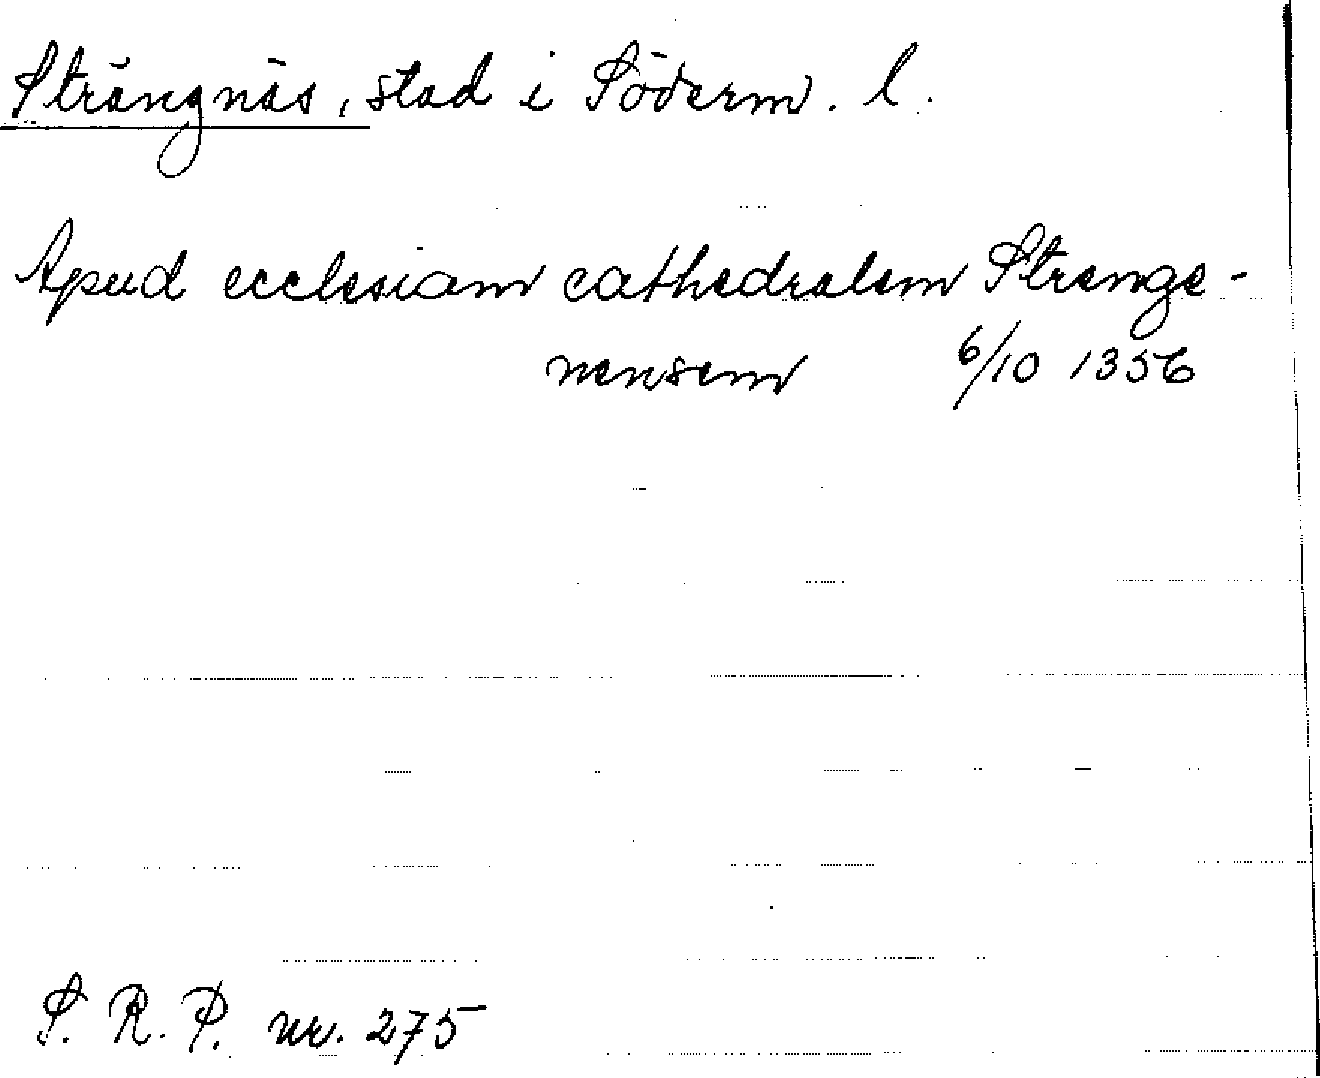 Strängnäs, stad i Söderm. l.
Apud ecclesiam cathedralem Strenge-
nensem 6/10 1356
S. R. P. nr. 275